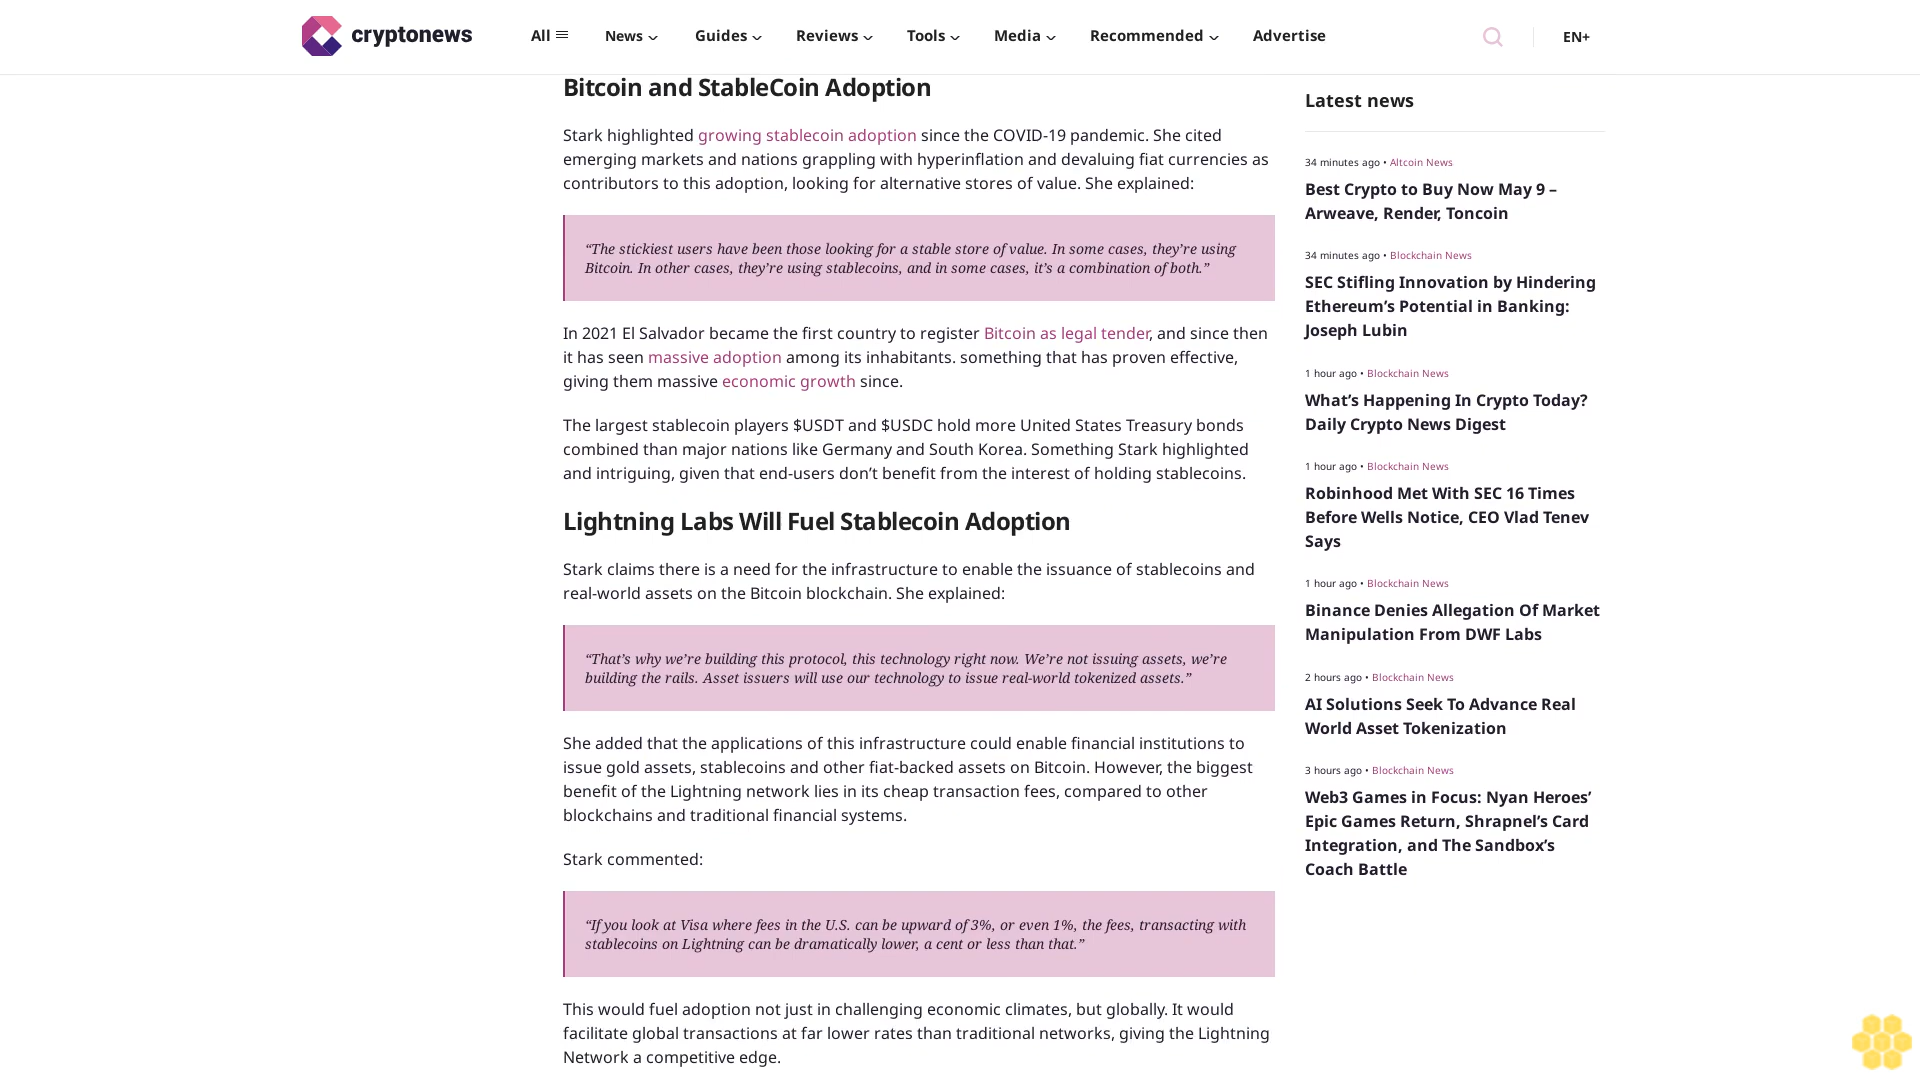 cryptonews
All
News
Guides
Reviews
Tools
Media
Recommended
Advertise
EN+
Bitcoin and StableCoin Adoption
Stark highlighted growing stablecoin adoption since the COVID-19 pandemic. She cited
emerging markets and nations grappling with hyperinflation and devaluing fiat currencies as
contributors to this adoption, looking for alternative stores of value. She explained:
“The stickiest users have been those looking for a stable store of value. In some cases, they’re using
Bitcoin. In other cases, they’re using stablecoins, and in some cases, it’s a combination of both.”
In 2021 El Salvador became the first country to register Bitcoin as legal tender, and since then
it has seen massive adoption among its inhabitants. something that has proven effective,
giving them massive economic growth since.
The largest stablecoin players $USDT and $USDC hold more United States Treasury bonds
combined than major nations like Germany and South Korea. Something Stark highlighted
and intriguing, given that end-users don’t benefit from the interest of holding stablecoins.
Lightning Labs Will Fuel Stablecoin Adoption
Stark claims there is a need for the infrastructure to enable the issuance of stablecoins and
real-world assets on the Bitcoin blockchain. She explained:
“That’s why we’re building this protocol, this technology right now. We’re not issuing assets, we’re
building the rails. Asset issuers will use our technology to issue real-world tokenized assets.”
She added that the applications of this infrastructure could enable financial institutions to
issue gold assets, stablecoins and other fiat-backed assets on Bitcoin. However, the biggest
benefit of the Lightning network lies in its cheap transaction fees, compared to other
blockchains and traditional financial systems.
Stark commented:
“If you look at Visa where fees in the U.S. can be upward of 3%, or even 1%, the fees, transacting with
stablecoins on Lightning can be dramatically lower, a cent or less than that.”
This would fuel adoption not just in challenging economic climates, but globally. It would
facilitate global transactions at far lower rates than traditional networks, giving the Lightning
Network a competitive edge.
Latest news
34 minutes ago • Altcoin News
Best Crypto to Buy Now May 9 –
Arweave, Render, Toncoin
34 minutes ago • Blockchain News
SEC Stifling Innovation by Hindering
Ethereum’s Potential in Banking:
Joseph Lubin
1 hour ago • Blockchain News
What’s Happening In Crypto Today?
Daily Crypto News Digest
1 hour ago • Blockchain News
Robinhood Met With SEC 16 Times
Before Wells Notice, CEO Vlad Tenev
Says
1 hour ago • Blockchain News
Binance Denies Allegation Of Market
Manipulation From DWF Labs
2 hours ago • Blockchain News
AI Solutions Seek To Advance Real
World Asset Tokenization
3 hours ago • Blockchain News
Web3 Games in Focus: Nyan Heroes’
Epic Games Return, Shrapnel’s Card
Integration, and The Sandbox’s
Coach Battle